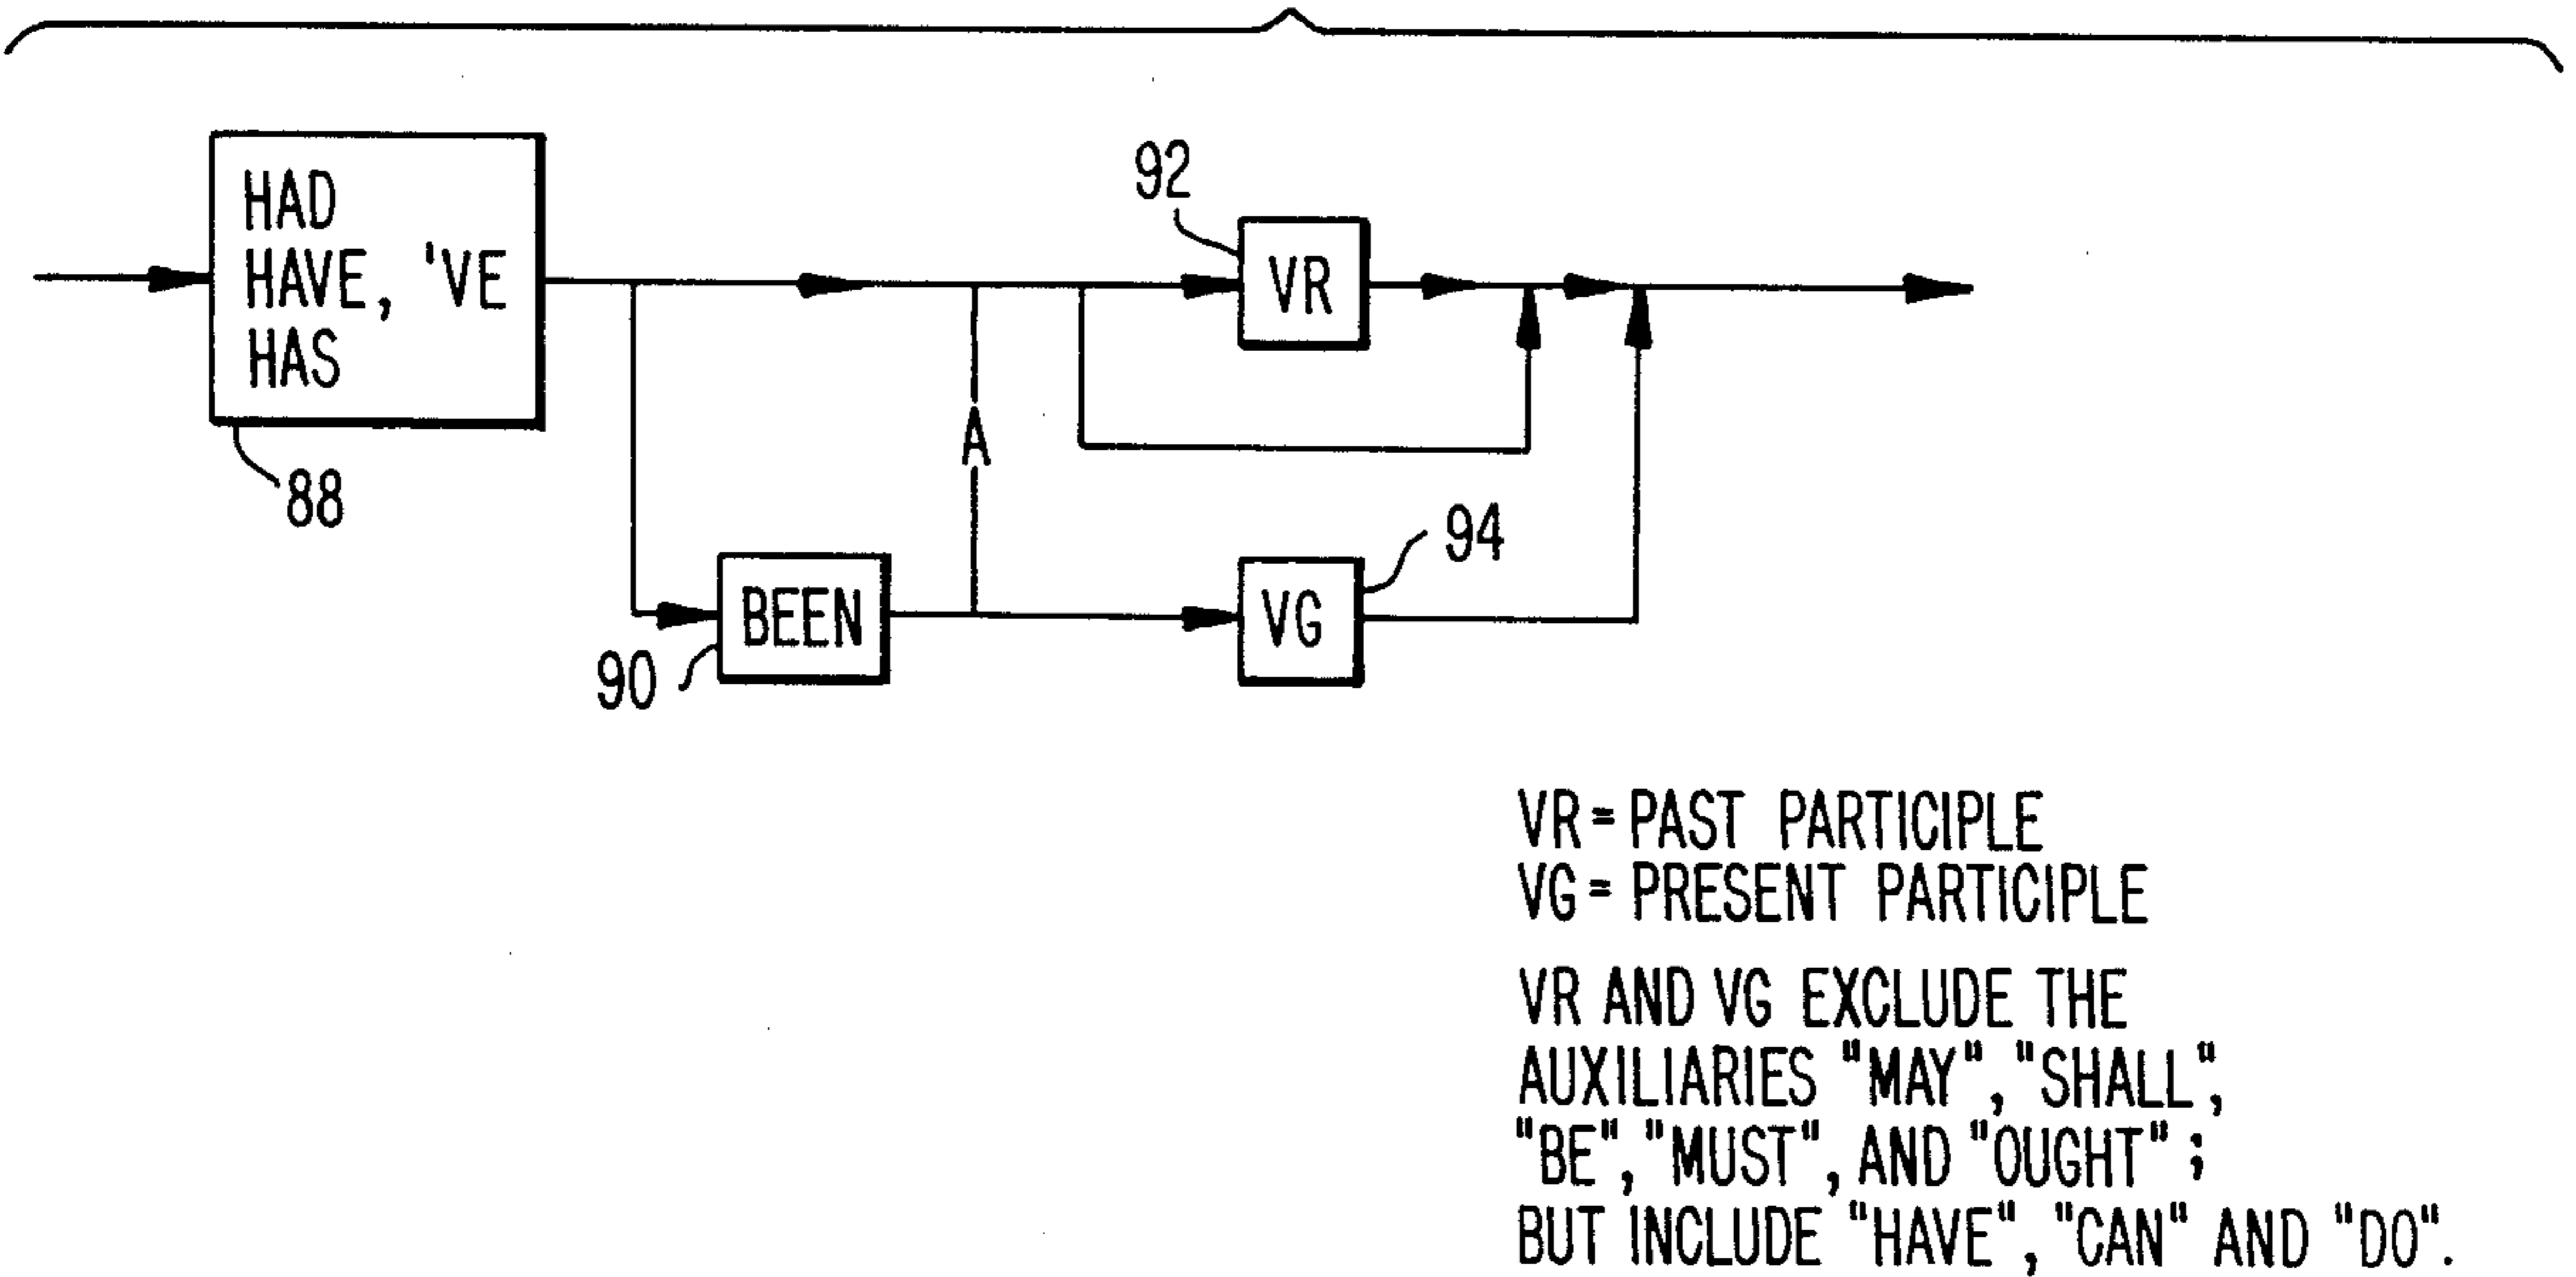 HAD
HAVE, 'VE
HAS
88
92
VR
A
BEEN
90
VG
94
VR = PAST PARTICIPLE
VG = PRESENT PARTICIPLE
VR AND VG EXCLUDE THE
AUXILIARIES "MAY", "SHALL",
"BE", "MUST", AND "OUGHT";
BUT INCLUDE "HAVE", "CAN" AND "DO".